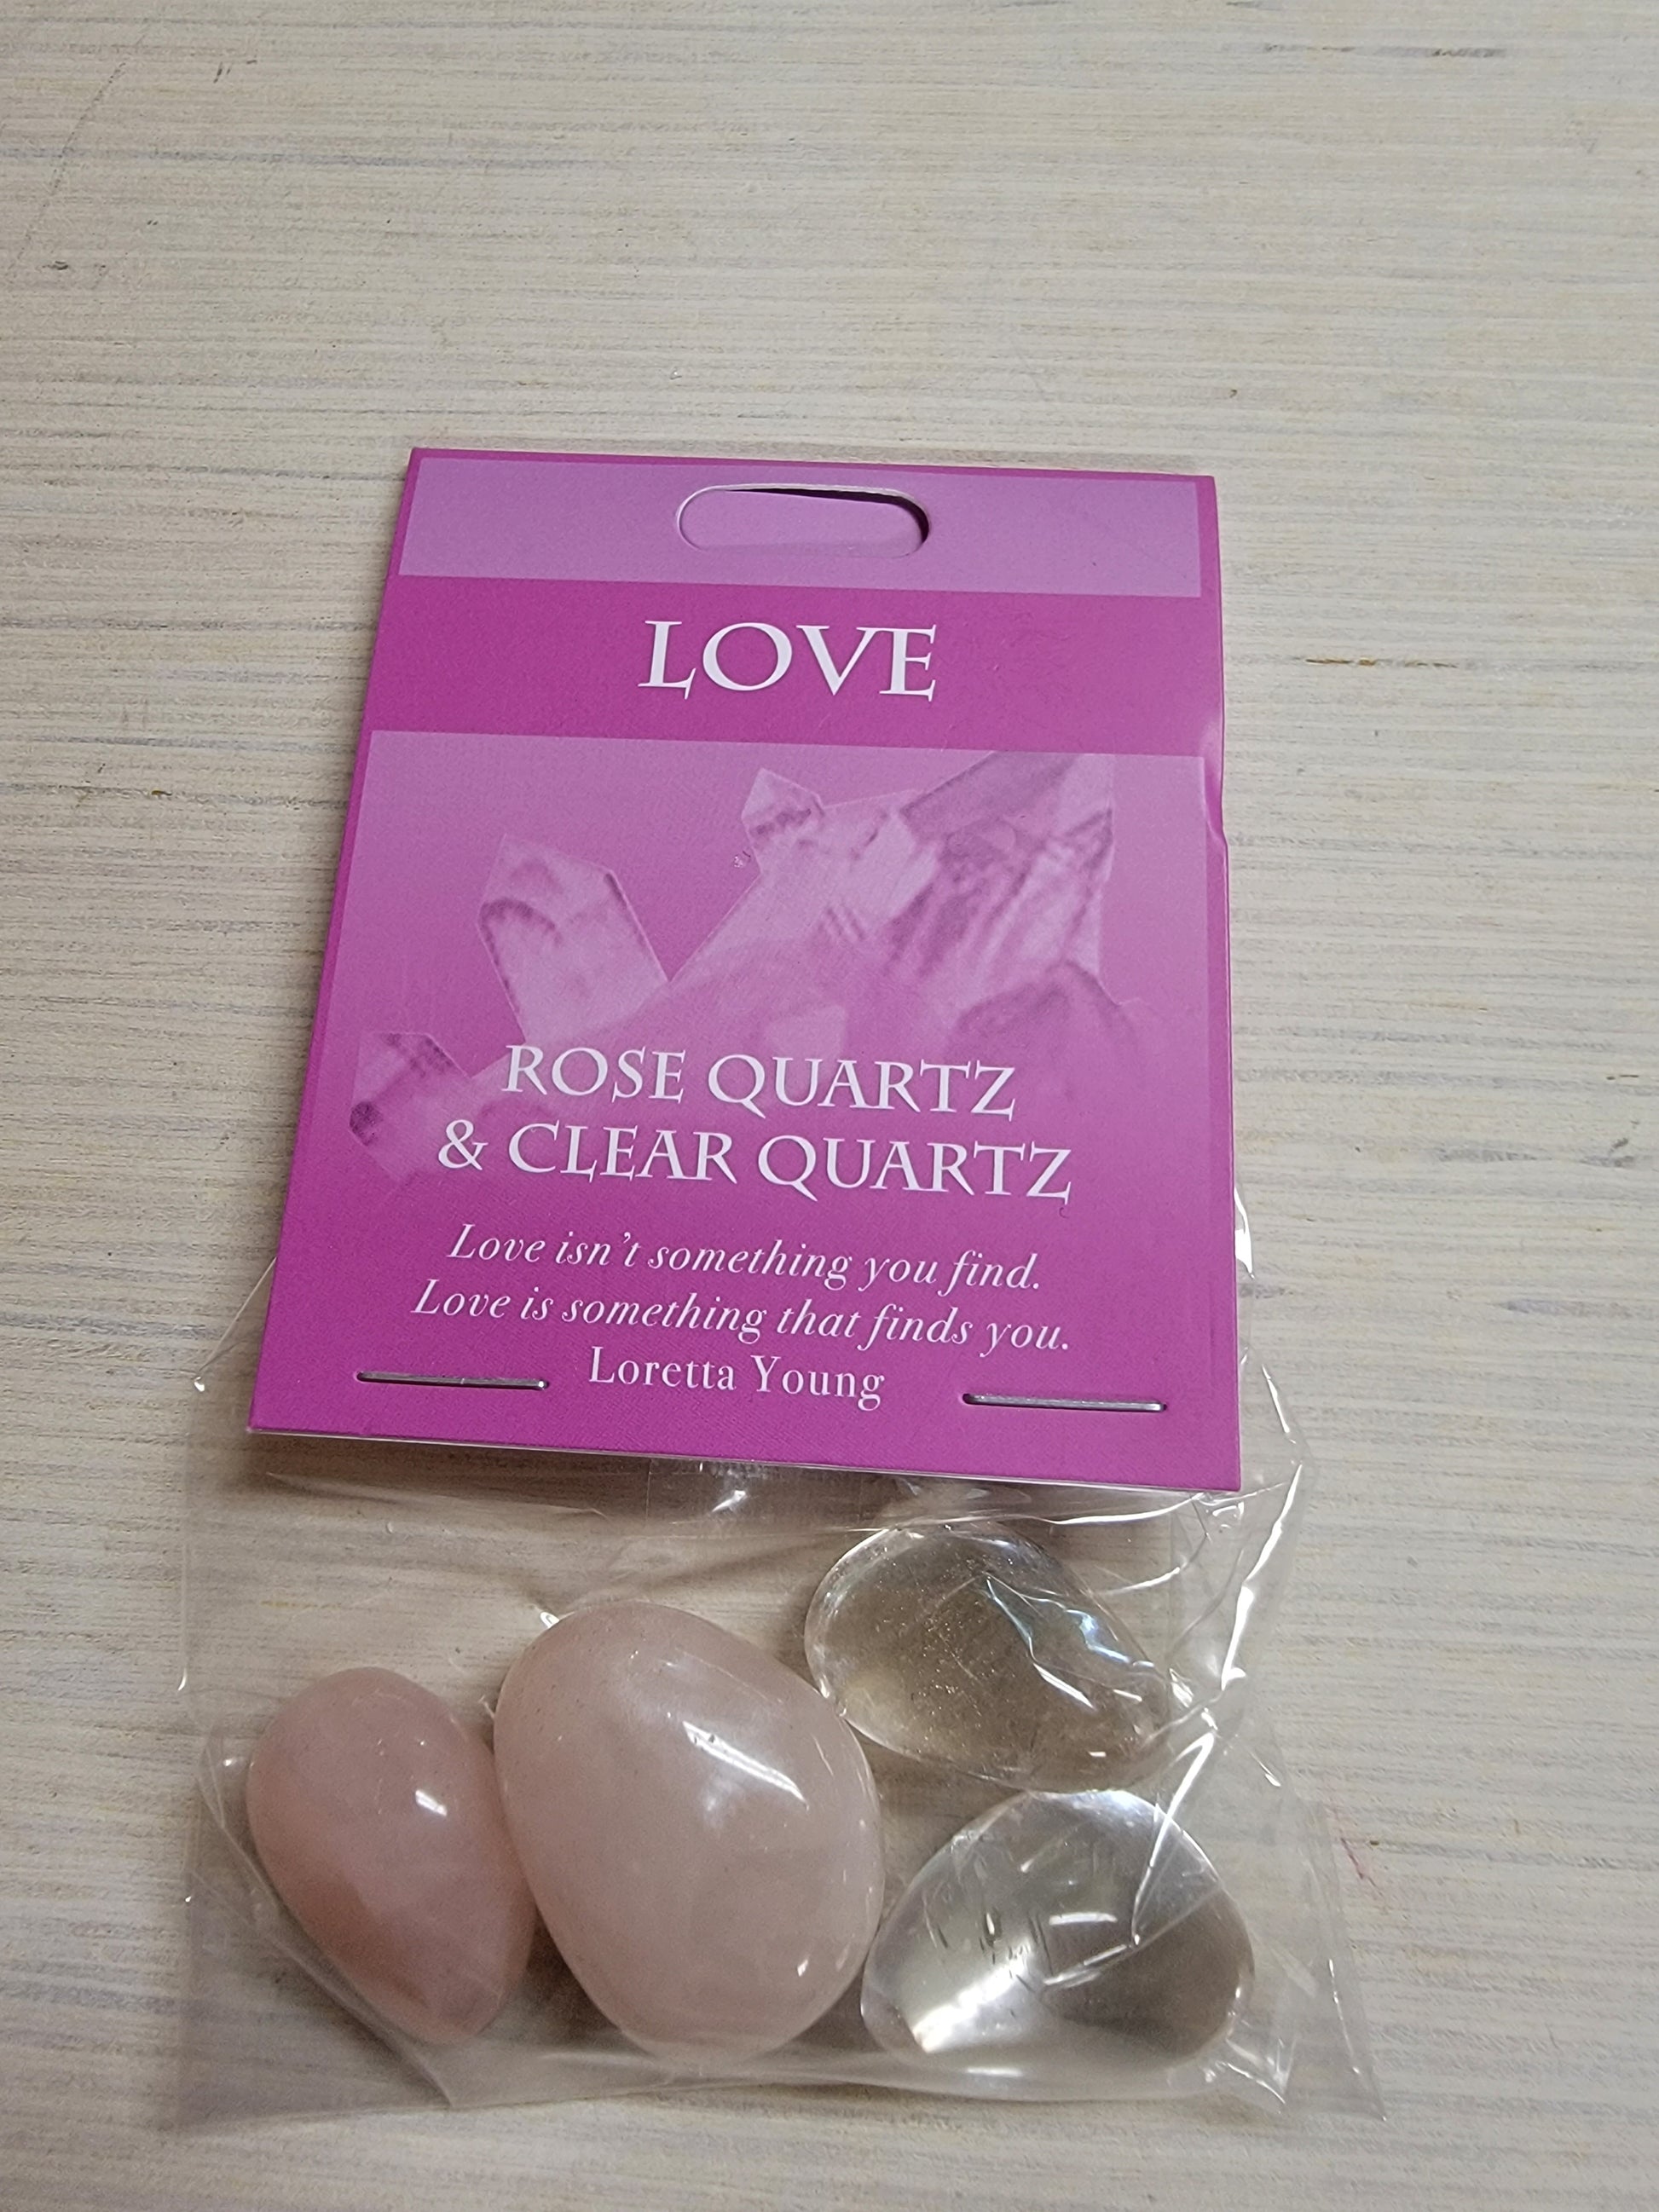 LOVE
ROSE QUARTZ
& CLEAR QUARTZ
Love isn't something you find.
Love is something that finds you.
Loretta Young